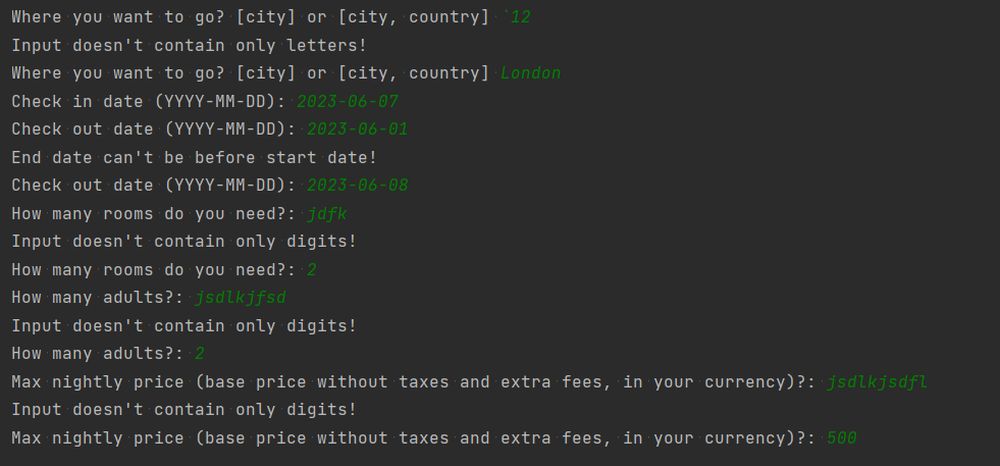 Where you want to go? [city] or [city, country] `12
Input doesn't contain only letters!
Where you want to go? [city] or [city, country] London
Check in date (YYYY-MM-DD): 2023-06-07
Check out date (YYYY-MM-DD): 2023-06-01
End date can't be before start date!
Check out date (YYYY-MM-DD): 2023-06-08
How many rooms do you need?: jdfk
Input doesn't contain only digits!
How many rooms do you need?: 2
How many adults?: jsdlkjfsd
Input doesn't contain only digits!
How many adults?: 2
Max nightly price (base price without taxes and extra fees, in your currency)?: jsdlkjsdfl
Input doesn't contain only digits!
Max nightly price (base price without taxes and extra fees, in your currency)?: 500